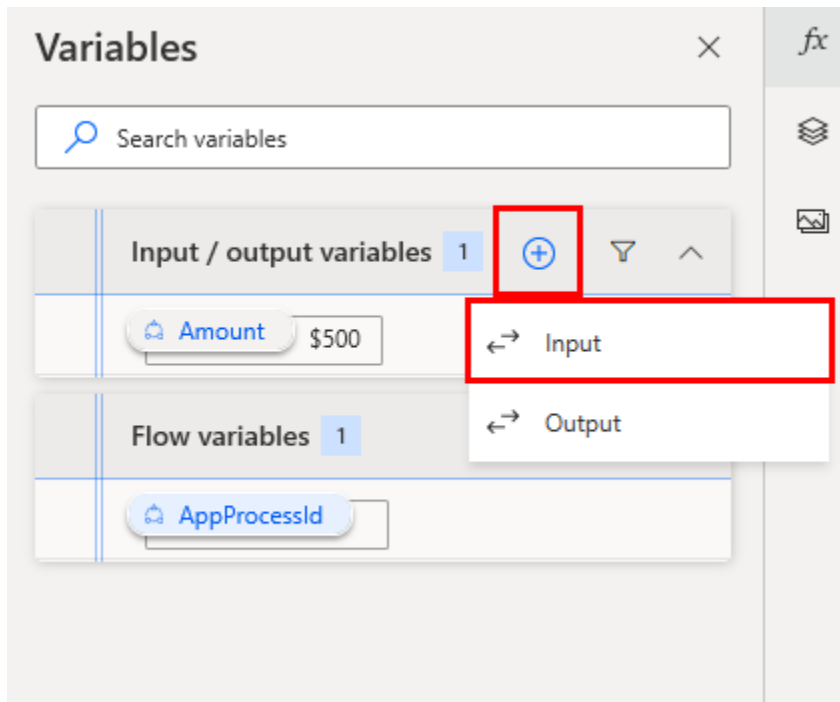 Variables
fx
Search variables
Input / output variables 1
Amount $500
Input
Output
Flow variables 1
AppProcessId